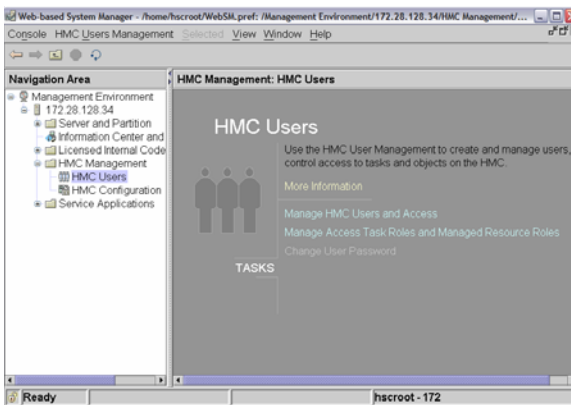 Web-based System Manager - /home/hscroot/WebSM.pref: /Management Environment/172.28.128.34/HMC Management/...
Console HMC Users Management Selected View Window Help
Navigation Area
HMC Management: HMC Users
Management Environment
172.28.128.34
Server and Partition
Information Center and
Licensed Internal Code
HMC Management
HMC Users
HMC Configuration
Service Applications
HMC Users
Use the HMC User Management to create and manage users,
control access to tasks and objects on the HMC.
More Information
Manage HMC Users and Access
Manage Access Task Roles and Managed Resource Roles
Change User Password
TASKS
Ready
hscroot - 172